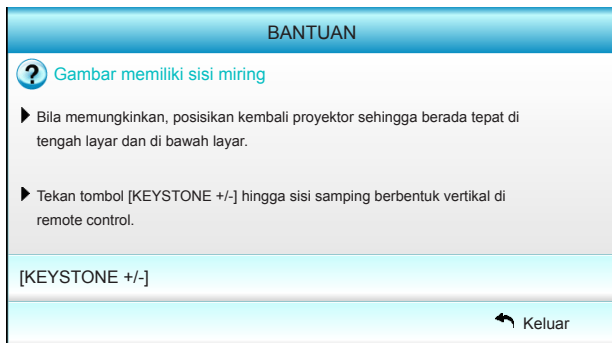 BANTUAN
? Gambar memiliki sisi miring
Bila memungkinkan, posisikan kembali proyektor sehingga berada tepat di
tengah layar dan di bawah layar.
Tekan tombol [KEYSTONE +/-] hingga sisi samping berbentuk vertikal di
remote control.
[KEYSTONE +/-]
Keluar